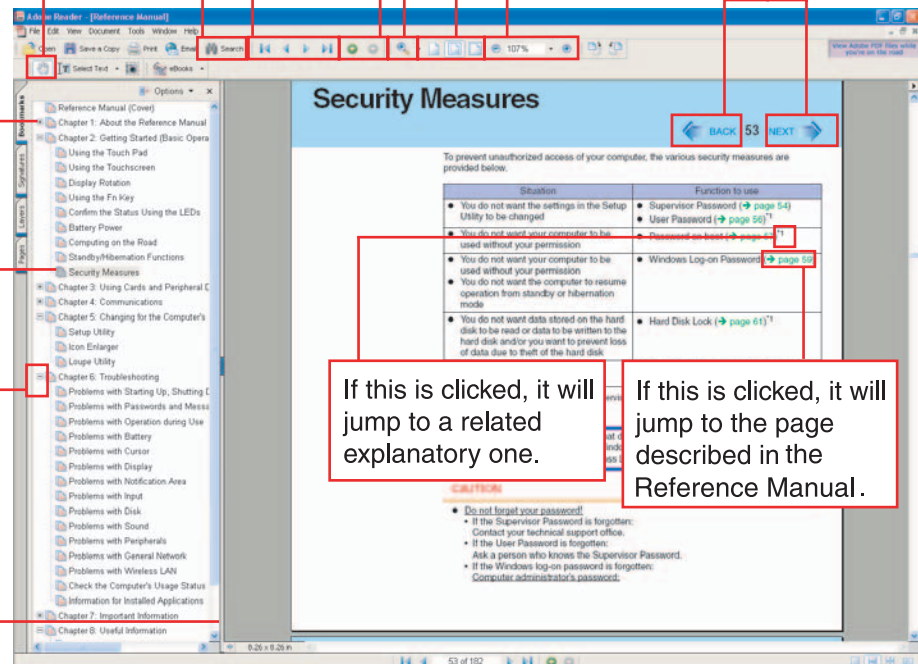 Adobe Reader - [Reference Manual]
File Edit View Document Tools Window Help
Open Save a Copy Print Email Search 107%
View Adobe PDF files while you're on the road
Select Text eBooks
Options
Bookmarks
Signatures
Layers
Pages
Reference Manual (Cover)
Chapter 1: About the Reference Manual
Chapter 2: Getting Started (Basic Opera
Using the Touch Pad
Using the Touchscreen
Display Rotation
Using the Fn Key
Confirm the Status Using the LEDs
Battery Power
Computing on the Road
Standby/Hibernation Functions
Security Measures
Chapter 3: Using Cards and Peripheral D
Chapter 4: Communications
Chapter 5: Changing for the Computer's
Setup Utility
Icon Enlarger
Loupe Utility
Chapter 6: Troubleshooting
Problems with Starting Up, Shutting D
Problems with Passwords and Messa
Problems with Operation during Use
Problems with Battery
Problems with Cursor
Problems with Display
Problems with Notification Area
Problems with Input
Problems with Disk
Problems with Sound
Problems with Peripherals
Problems with General Network
Problems with Wireless LAN
Check the Computer's Usage Status
Information for Installed Applications
Chapter 7: Important Information
Chapter 8: Useful Information
Security Measures
BACK 53 NEXT
To prevent unauthorized access of your computer, the various security measures are
provided below.
Situation
Function to use
● You do not want the settings in the Setup
Utility to be changed
● Supervisor Password (➔ page 54)
● User Password (➔ page 56)*1
● You do not want your computer to be
used without your permission
● Password on boot (➔ page *1
● You do not want your computer to be
used without your permission
● You do not want the computer to resume
operation from standby or hibernation
mode
● Windows Log-on Password (➔ page 59)
● You do not want data stored on the hard
disk to be read or data to be written to the
hard disk and/or you want to prevent loss
of data due to theft of the hard disk
● Hard Disk Lock (➔ page 61)*1
If this is clicked, it will
jump to a related
explanatory one.
If this is clicked, it will
jump to the page
described in the
Reference Manual.
CAUTION
● Do not forget your password!
• If the Supervisor Password is forgotten:
Contact your technical support office.
• If the User Password is forgotten:
Ask a person who knows the Supervisor Password.
• If the Windows log-on password is forgotten:
Computer administrator's password:
8.26 x 8.26 in
53 of 182